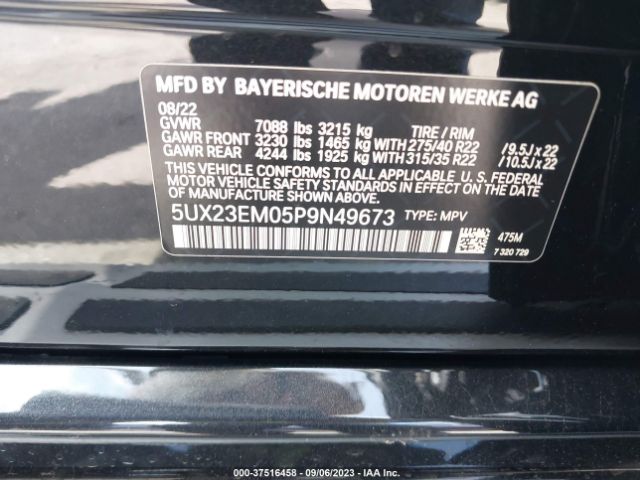 MFD BY BAYERISCHE MOTOREN WERKE AG
08/22
GVWR 7088 lbs 3215 kg TIRE / RIM
GAWR FRONT 3230 lbs 1465 kg WITH 275/40 R22 / 9.5J x 22
GAWR REAR 4244 lbs 1925 kg WITH 315/35 R22 / 10.5J x 22
THIS VEHICLE CONFORMS TO ALL APPLICABLE U. S. FEDERAL
MOTOR VEHICLE SAFETY STANDARDS IN EFFECT ON THE DATE
OF MANUFACTURE SHOWN ABOVE.
5UX23EM05P9N49673 TYPE: MPV
475M
7 320 729
000-37516458 - 09/06/2023 - IAA Inc.